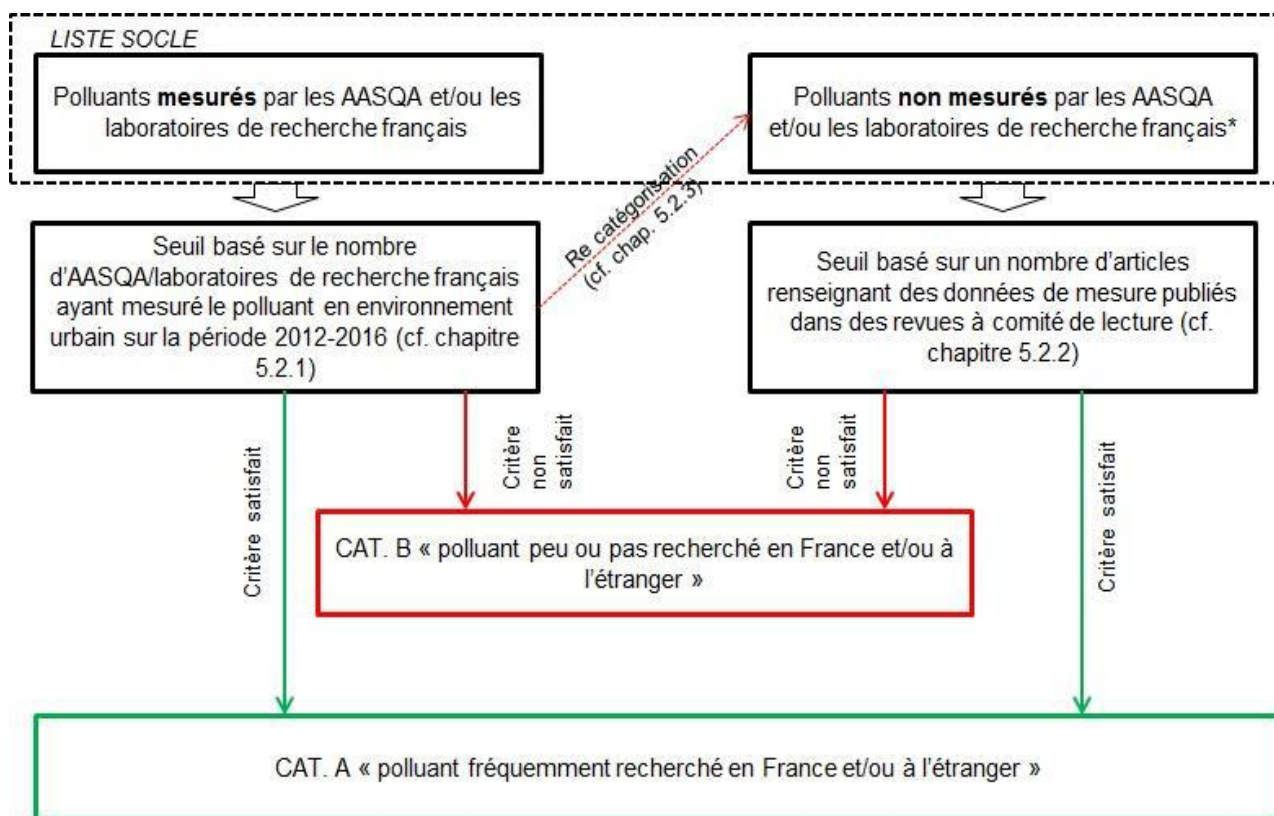 LISTE SOCLE
Polluants mesurés par les AASQA et/ou les
laboratoires de recherche français
Polluants non mesurés par les AASQA
et/ou les laboratoires de recherche français*
Re catégorisation
(cf. chap. 5.2.3)
Seuil basé sur le nombre
d'AASQA/laboratoires de recherche français
ayant mesuré le polluant en environnement
urbain sur la période 2012-2016 (cf. chapitre
5.2.1)
Seuil basé sur un nombre d'articles
renseignant des données de mesure publiés
dans des revues à comité de lecture (cf.
chapitre 5.2.2)
Critère satisfait
Critère
non
satisfait
Critère
non
satisfait
Critère satisfait
CAT. B « polluant peu ou pas recherché en France et/ou à
l'étranger »
CAT. A « polluant fréquemment recherché en France et/ou à l'étranger »